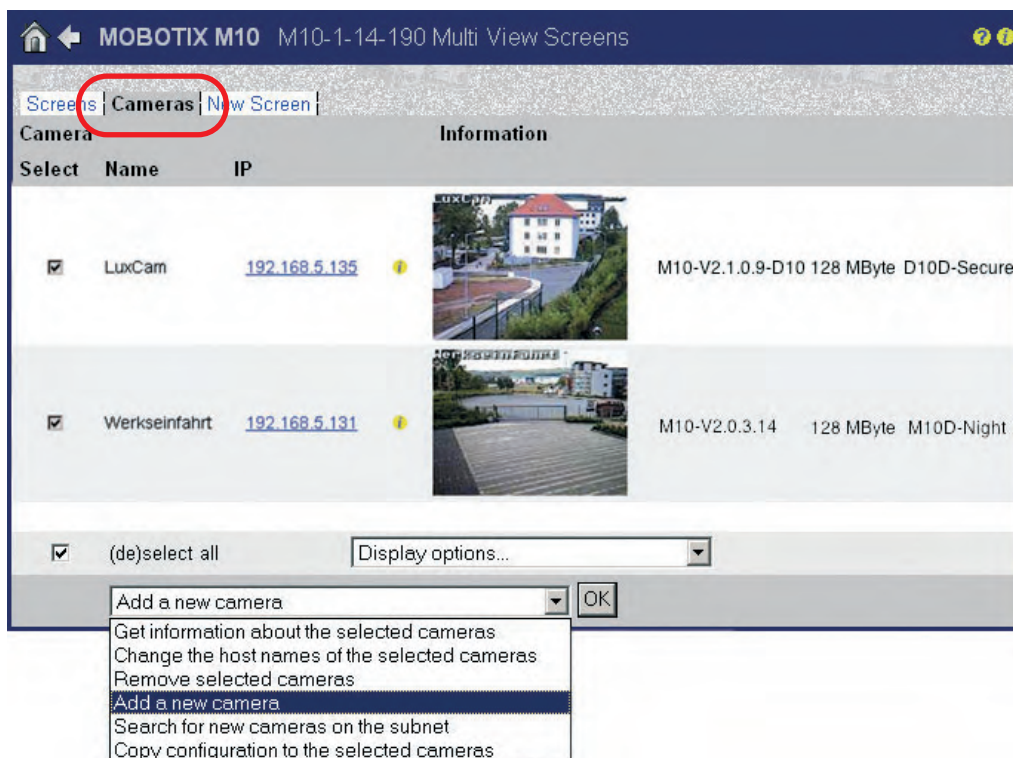 MOBOTIX M10 M10-1-14-190 Multi View Screens
Screens Cameras New Screen
Camera Information
Select Name IP
LuxCam
LuxCam 192.168.5.135 i M10-V2.1.0.9-D10 128 MByte D10D-Secure
Werkseinfahrt 192.168.5.131 i M10-V2.0.3.14 128 MByte M10D-Night
(de)select all Display options...
Add a new camera OK
Get information about the selected cameras
Change the host names of the selected cameras
Remove selected cameras
Add a new camera
Search for new cameras on the subnet
Copy configuration to the selected cameras